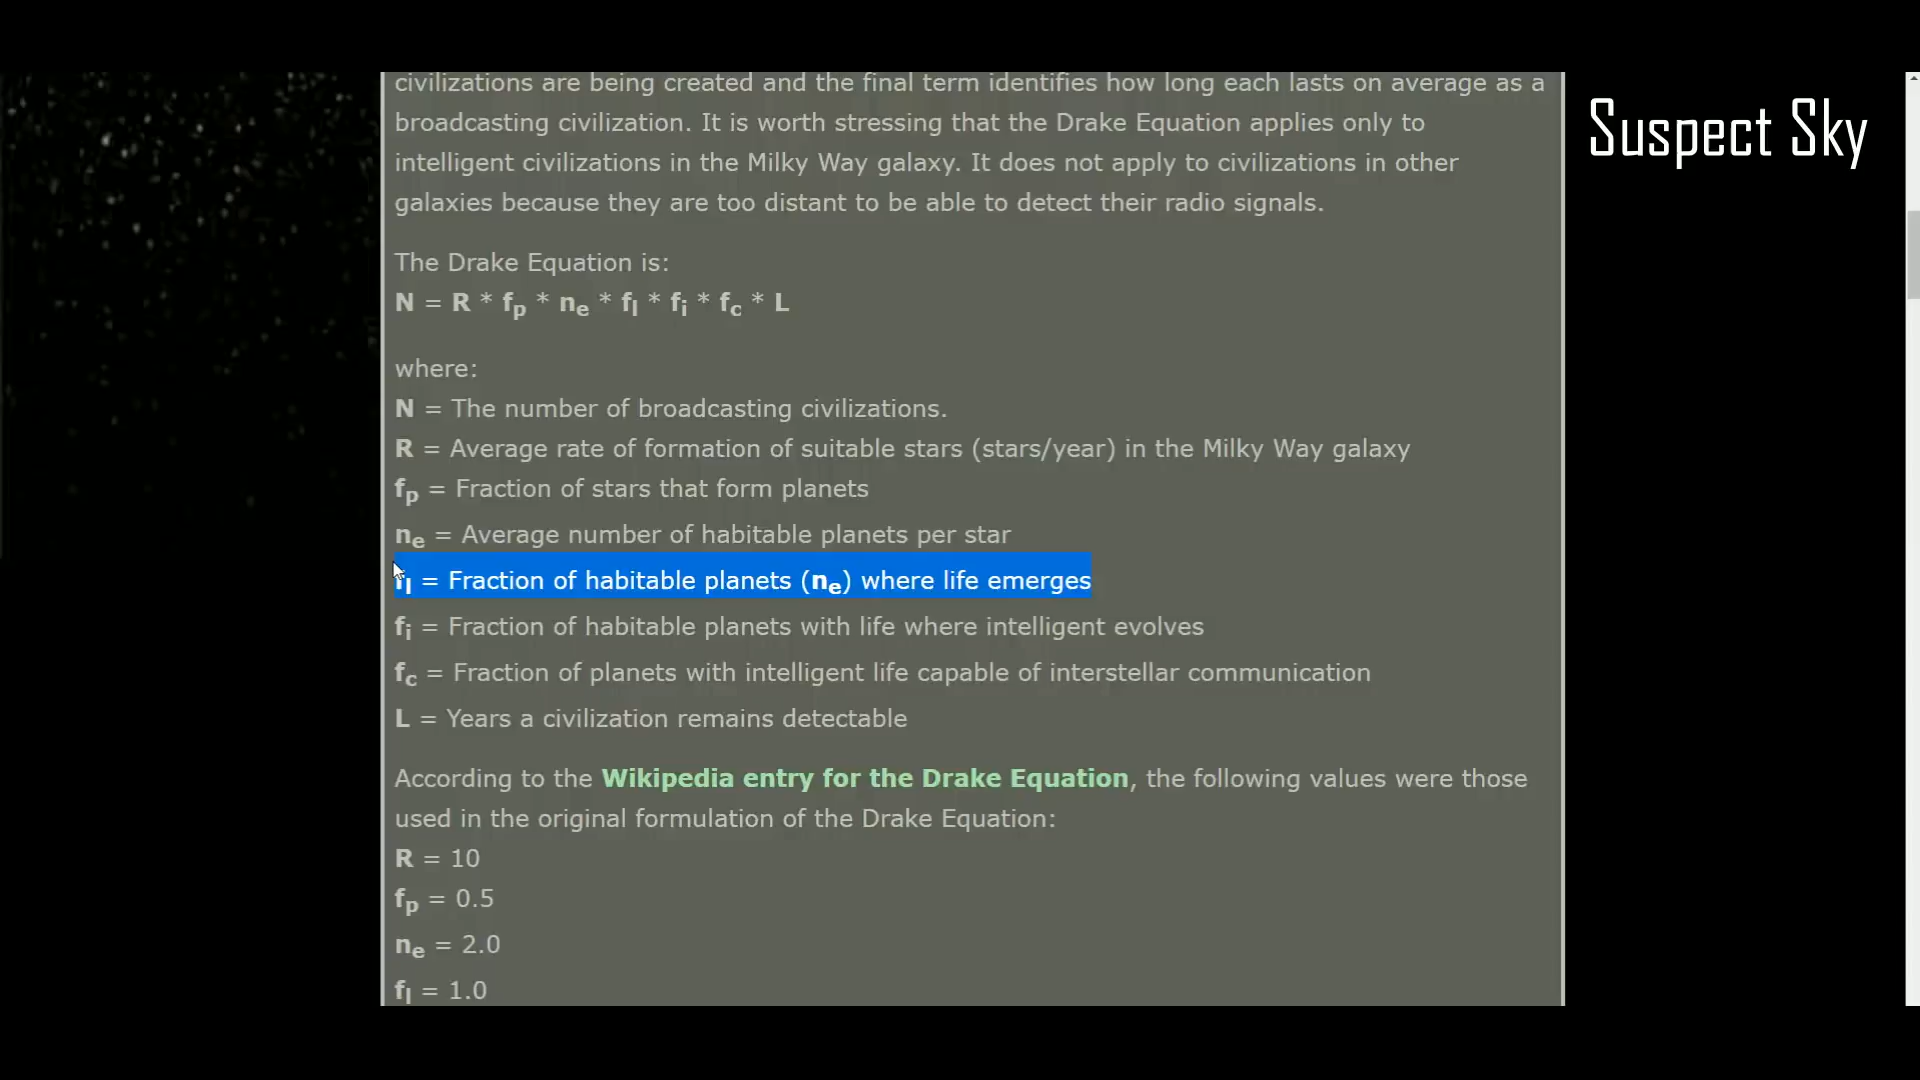 civilizations are being created and the final term identifies how long each lasts on average as a
broadcasting civilization. It is worth stressing that the Drake Equation applies only to
intelligent civilizations in the Milky Way galaxy. It does not apply to civilizations in other
galaxies because they are too distant to be able to detect their radio signals.
The Drake Equation is:
N = R * fp * ne * fl * fi * fc * L
where:
N = The number of broadcasting civilizations.
R = Average rate of formation of suitable stars (stars/year) in the Milky Way galaxy
fp = Fraction of stars that form planets
ne = Average number of habitable planets per star
fl = Fraction of habitable planets (ne) where life emerges
fi = Fraction of habitable planets with life where intelligent evolves
fc = Fraction of planets with intelligent life capable of interstellar communication
L = Years a civilization remains detectable
According to the Wikipedia entry for the Drake Equation, the following values were those
used in the original formulation of the Drake Equation:
R = 10
fp = 0.5
ne = 2.0
fl = 1.0
Suspect Sky